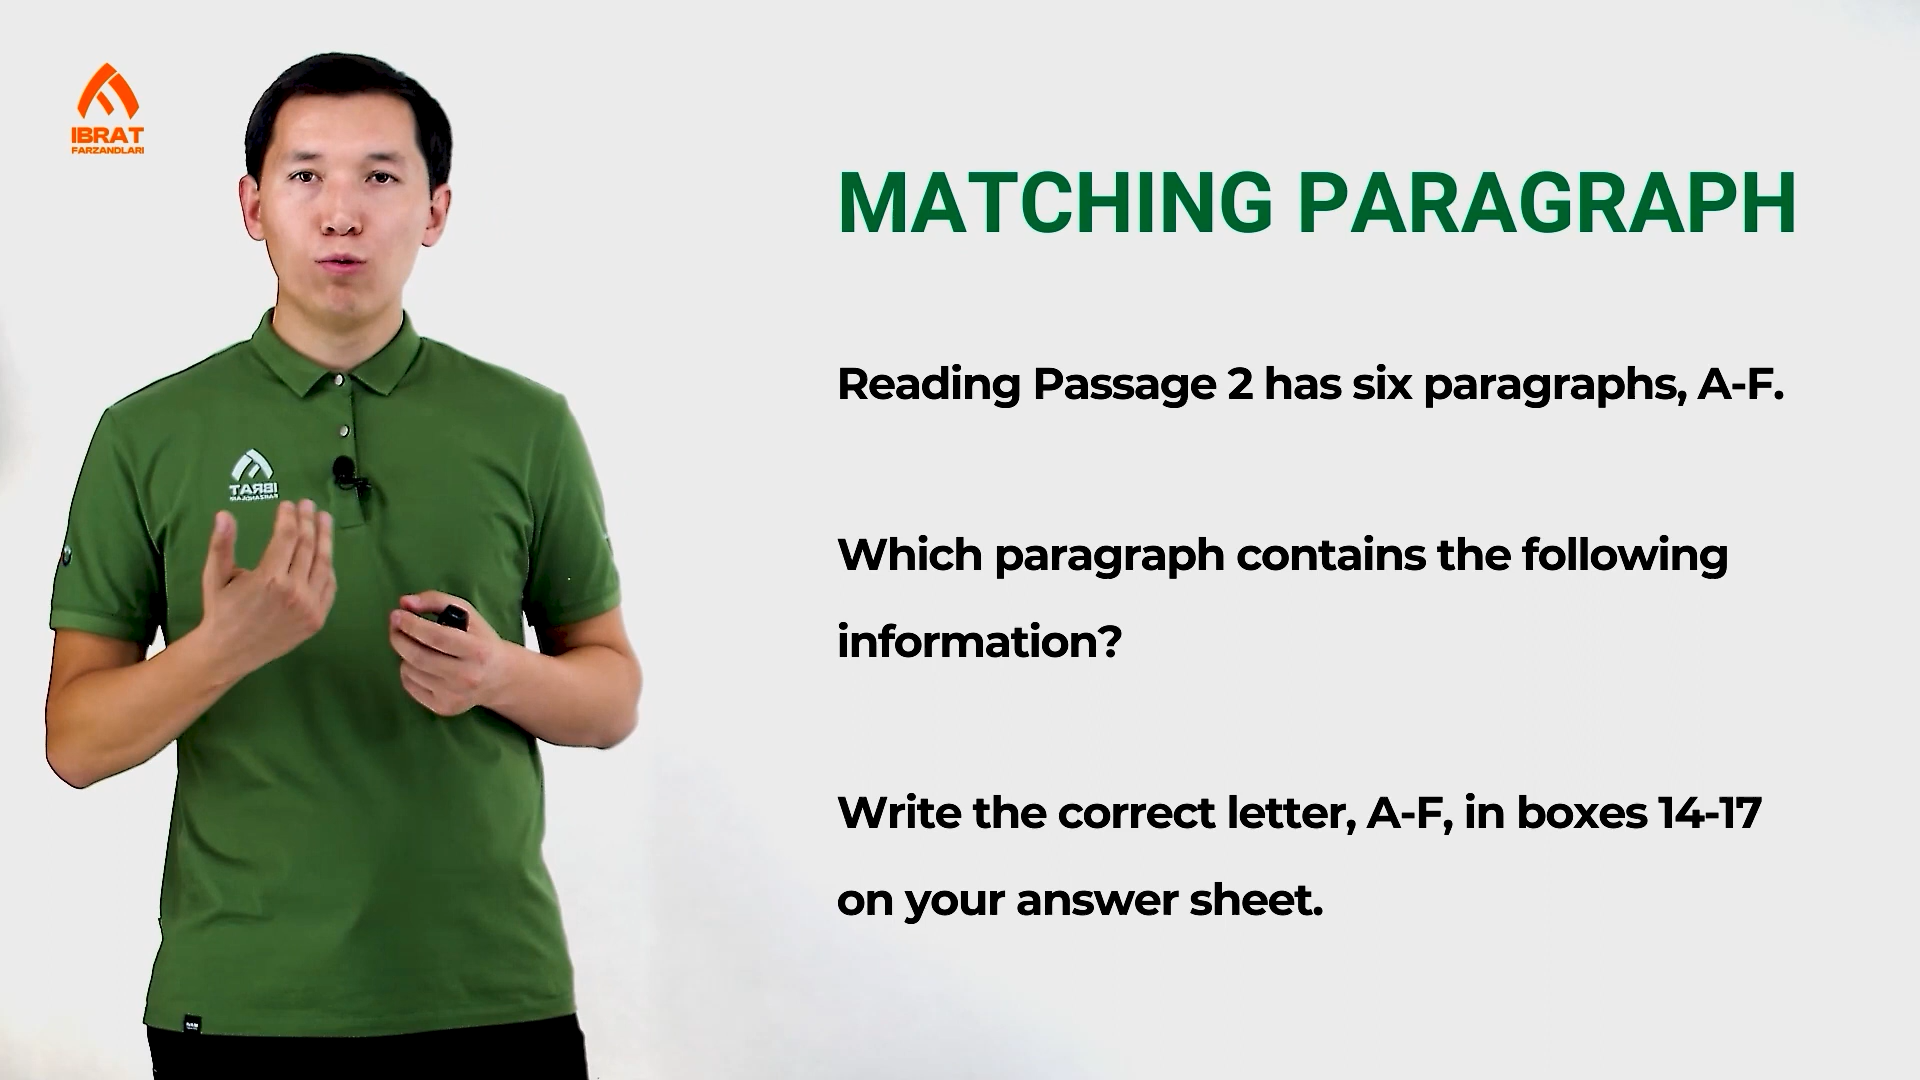 IBRAT
FARZANDLARI
MATCHING PARAGRAPH
Reading Passage 2 has six paragraphs, A-F.
Which paragraph contains the following
information?
Write the correct letter, A-F, in boxes 14-17
on your answer sheet.
IBRAT
FARZANDLARI